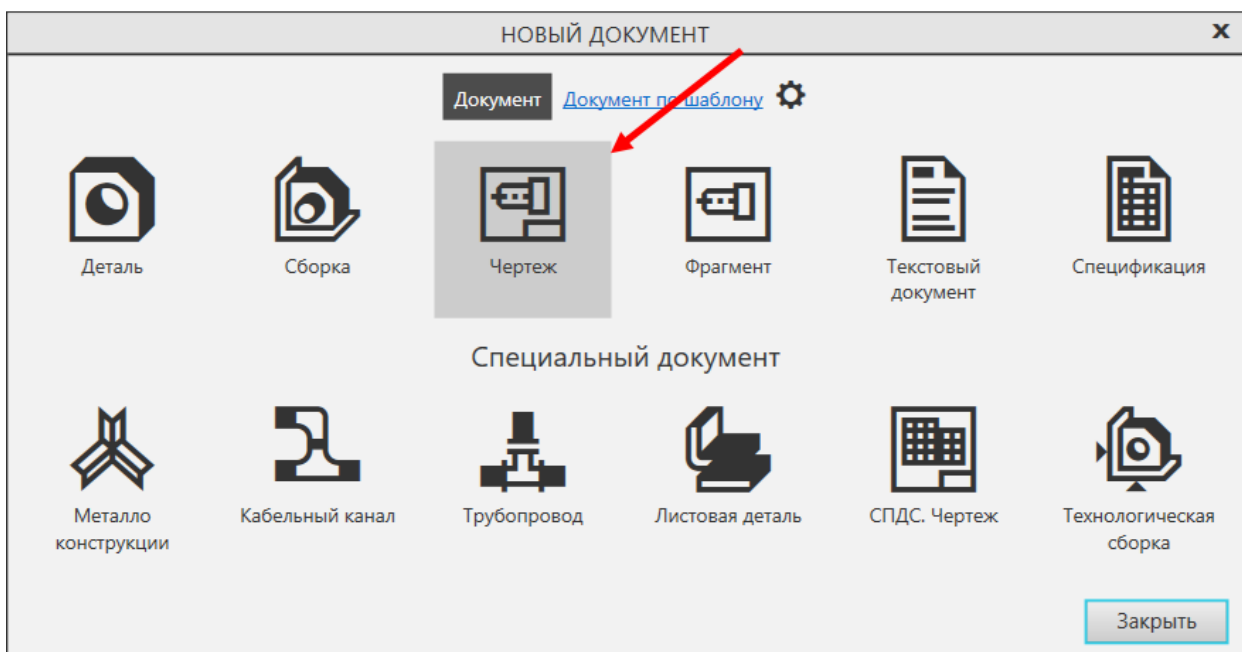 НОВЫЙ ДОКУМЕНТ x
Документ Документ по шаблону
Деталь Сборка Чертеж Фрагмент Текстовый документ Спецификация
Специальный документ
Металло конструкции Кабельный канал Трубопровод Листовая деталь СПДС. Чертеж Технологическая сборка
Закрыть